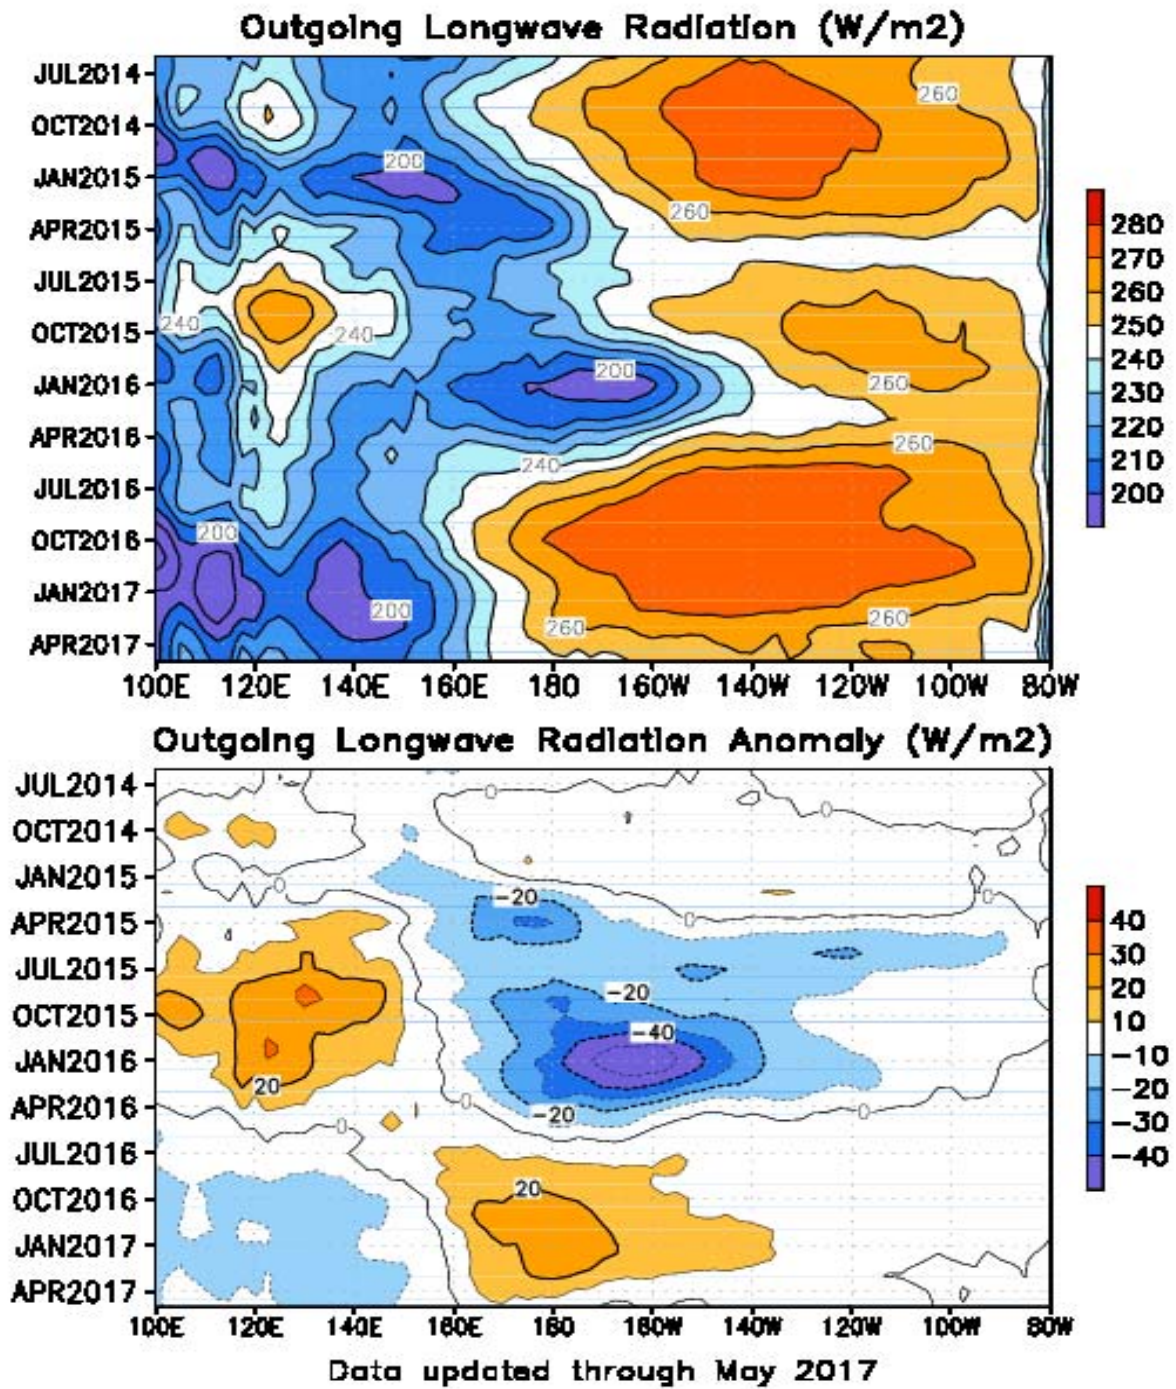 Outgoing Longwave Radiation (W/m2)
JUL2014
260
OCT2014
200
JAN2015
260
APR2015
JUL2015
240
240
OCT2015
200
JAN2016
260
APR2016
260
240
JUL2016
200
OCT2016
JAN2017
200
260
260
APR2017
100E 120E 140E 160E 180 160W 140W 120W 100W 80W
280
270
260
250
240
230
220
210
200
Outgoing Longwave Radiation Anomaly (W/m2)
JUL2014
0
0
OCT2014
JAN2015
0
-20
0
APR2015
0
JUL2015
-20
OCT2015
-40
JAN2016
20
APR2016
0
-20
0
0
JUL2016
20
OCT2016
JAN2017
APR2017
100E 120E 140E 160E 180 160W 140W 120W 100W 80W
40
30
20
10
-10
-20
-30
-40
Data updated through May 2017